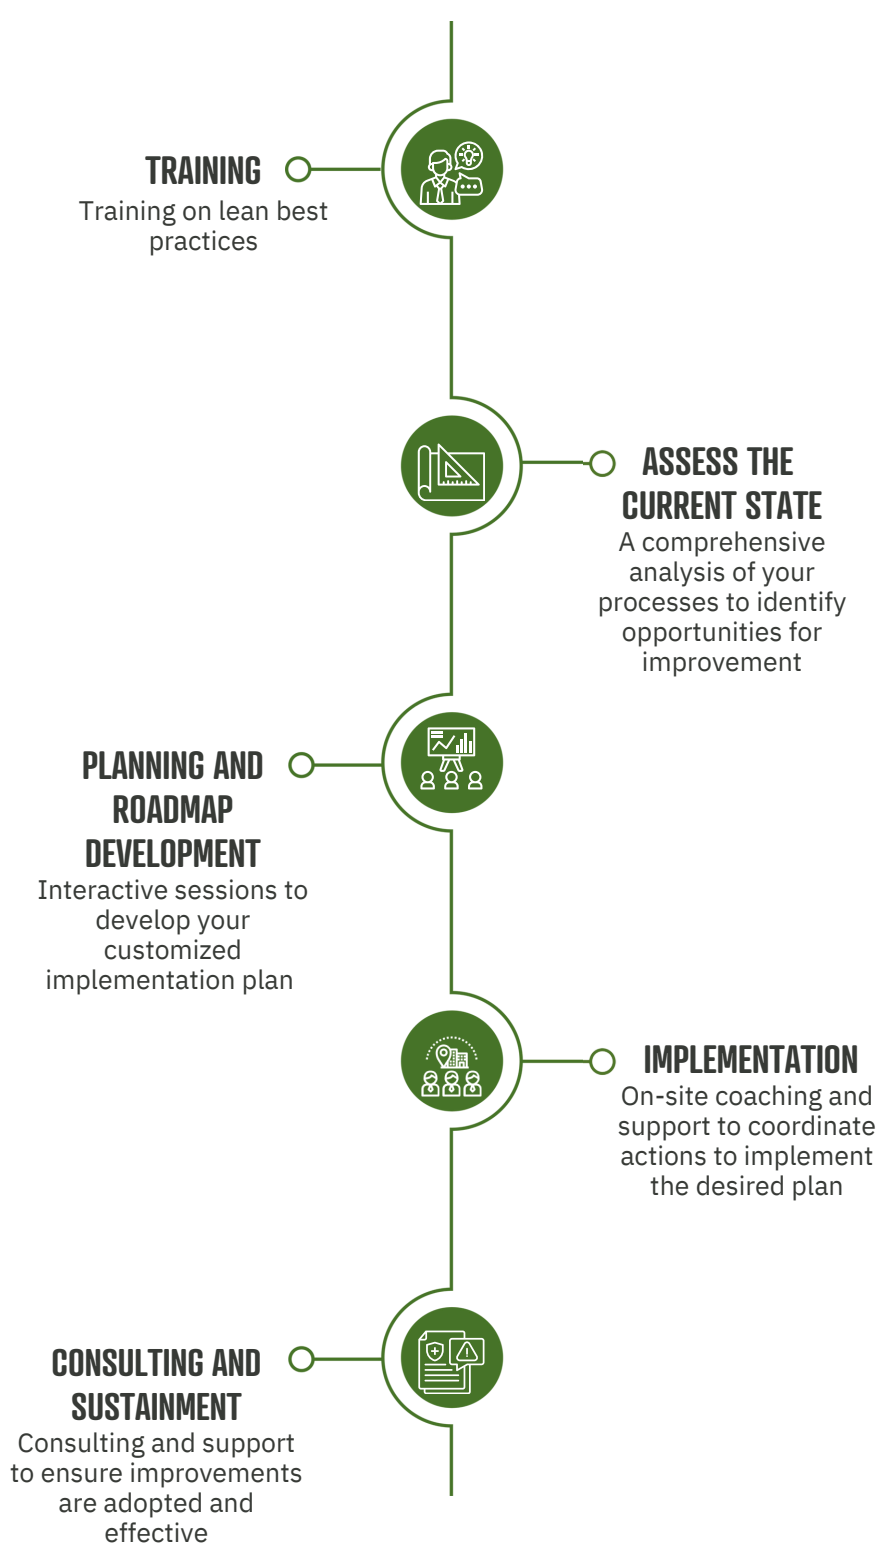 TRAINING
Training on lean best
practices
ASSESS THE
CURRENT STATE
A comprehensive
analysis of your
processes to identify
opportunities for
improvement
PLANNING AND
ROADMAP
DEVELOPMENT
Interactive sessions to
develop your
customized
implementation plan
IMPLEMENTATION
On-site coaching and
support to coordinate
actions to implement
the desired plan
CONSULTING AND
SUSTAINMENT
Consulting and support
to ensure improvements
are adopted and
effective